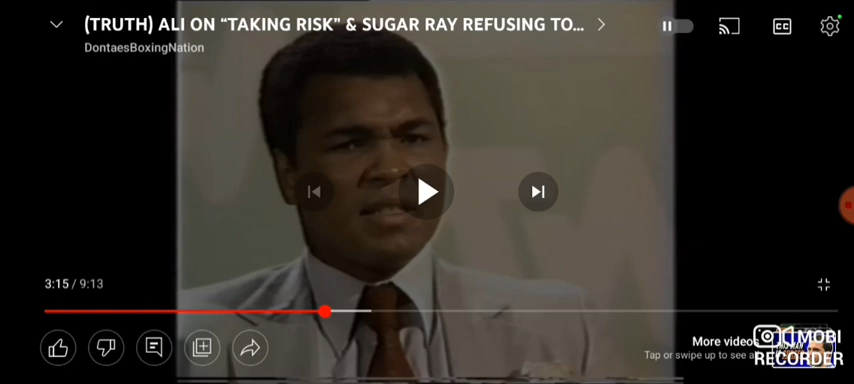 (TRUTH) ALI ON “TAKING RISK” & SUGAR RAY REFUSING TO...
DontaesBoxingNation
CC
3:15 / 9:13
More videos
Tap or swipe up to see a
MOBI
RECORDER